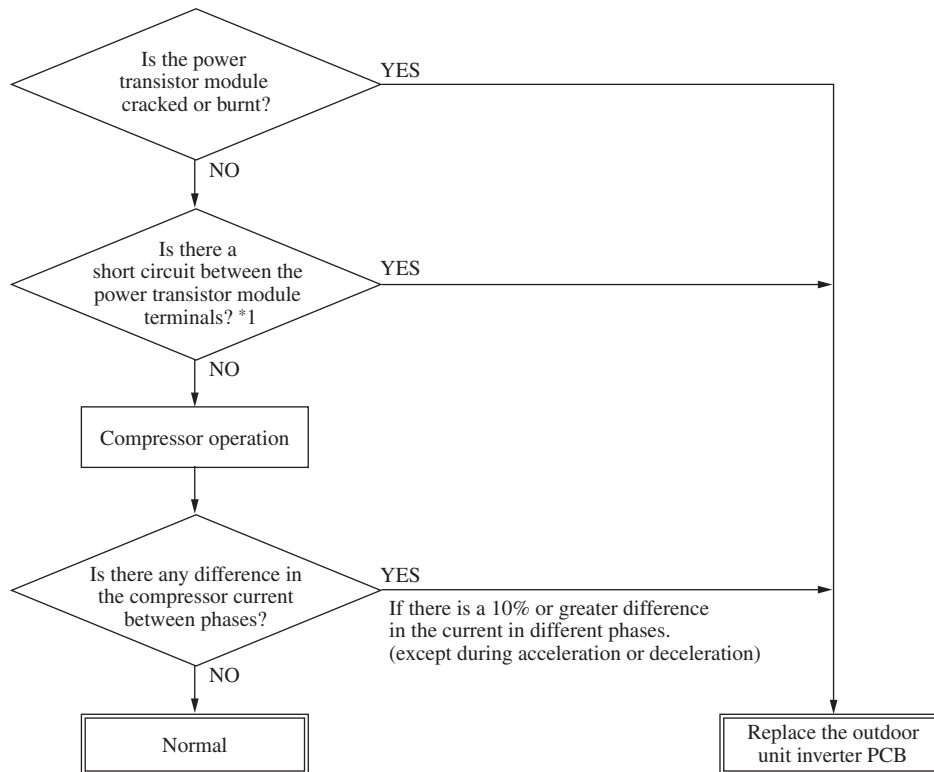 Is the power
transistor module
cracked or burnt?
YES
NO
Is there a
short circuit between the
power transistor module
terminals? *1
YES
NO
Compressor operation
Is there any difference in
the compressor current
between phases?
YES
If there is a 10% or greater difference
in the current in different phases.
(except during acceleration or deceleration)
NO
Normal
Replace the outdoor
unit inverter PCB